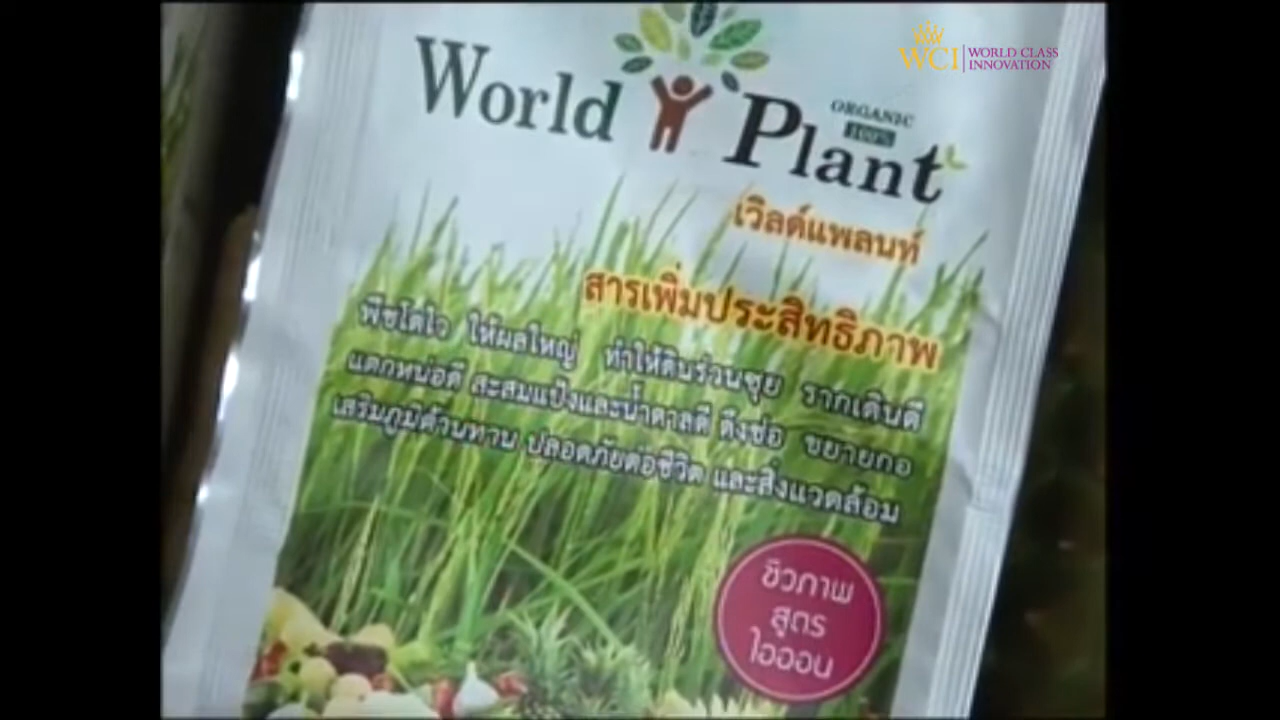 WCI WORLD CLASS
INNOVATION
World Plant
ORGANIC
100%
เวิลด์แพลนท์
สารเพิ่มประสิทธิภาพ
พืชโตไว ให้ผลใหญ่ ทำให้ดินร่วนซุย รากเดินดี
แตกหน่อดี สะสมแป้งและน้ำตาลดี ดึงช่อ ขยายกอ
เสริมภูมิต้านทาน ปลอดภัยต่อชีวิต และสิ่งแวดล้อม
ชีวภาพ
สูตร
ไอออน